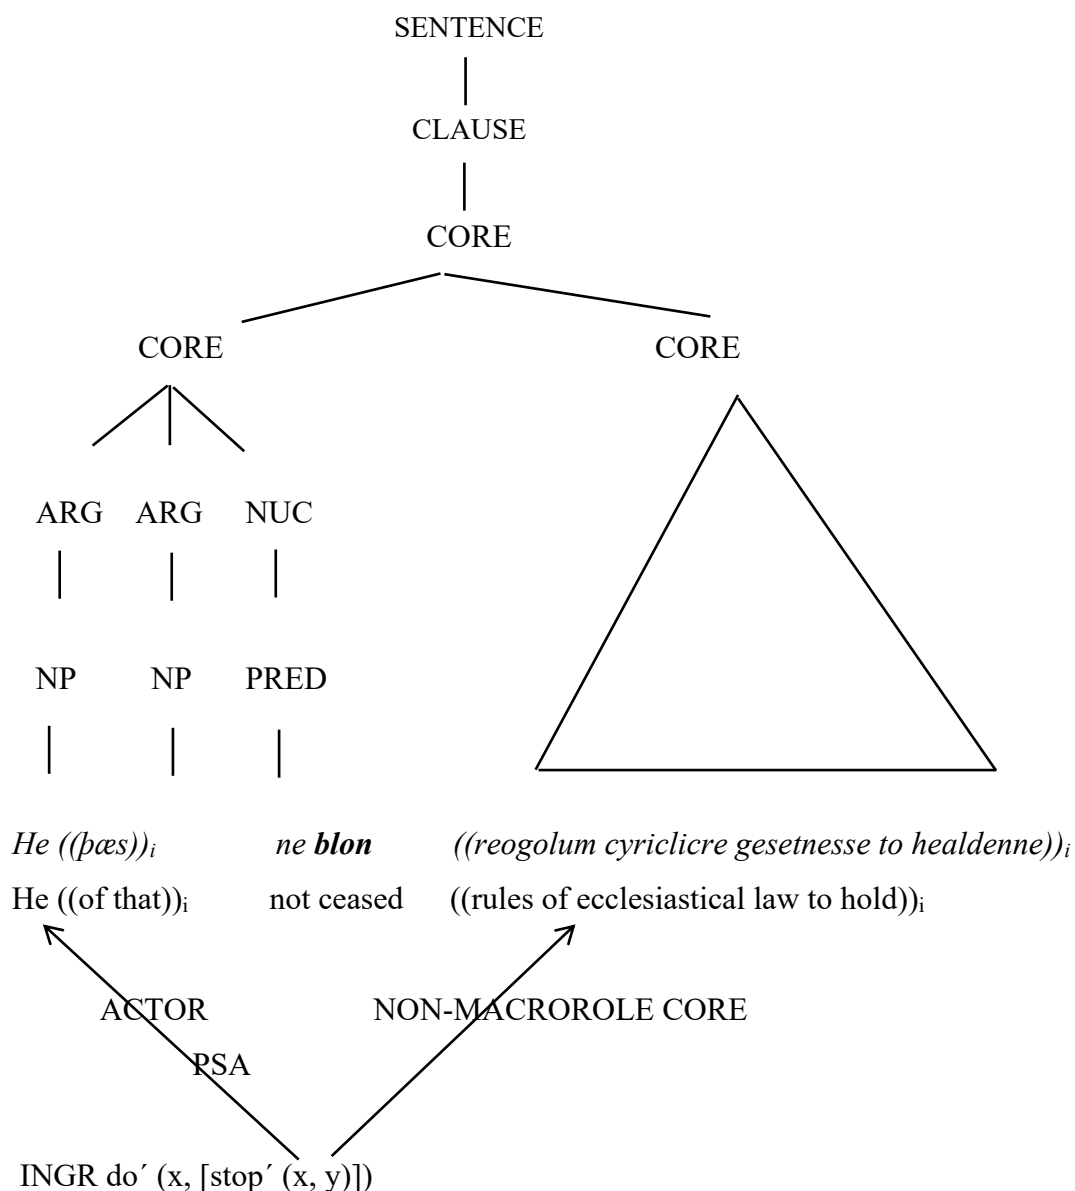 SENTENCE
CLAUSE
CORE
CORE CORE
ARG ARG NUC
NP NP PRED
He ((þæs))i ne blon ((reogolum cyriclicre gesetnesse to healdenne))i
He ((of that))i not ceased ((rules of ecclesiastical law to hold))i
ACTOR NON-MACROROLE CORE
PSA
INGR do´ (x, [stop´ (x, y)])